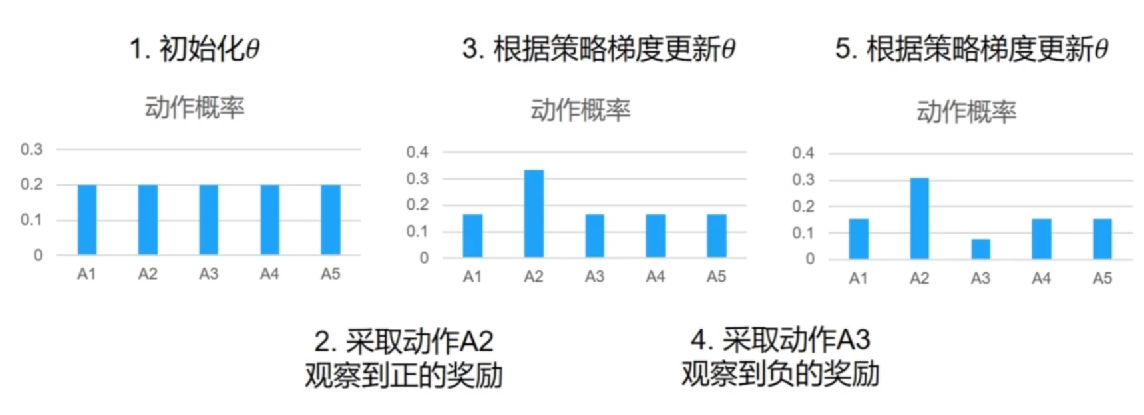 1. 初始化θ
动作概率
0.3
0.2
0.1
0
A1 A2 A3 A4 A5
2. 采取动作A2
观察到正的奖励
3. 根据策略梯度更新θ
动作概率
0.4
0.3
0.2
0.1
0
A1 A2 A3 A4 A5
4. 采取动作A3
观察到负的奖励
5. 根据策略梯度更新θ
动作概率
0.4
0.3
0.2
0.1
0
A1 A2 A3 A4 A5